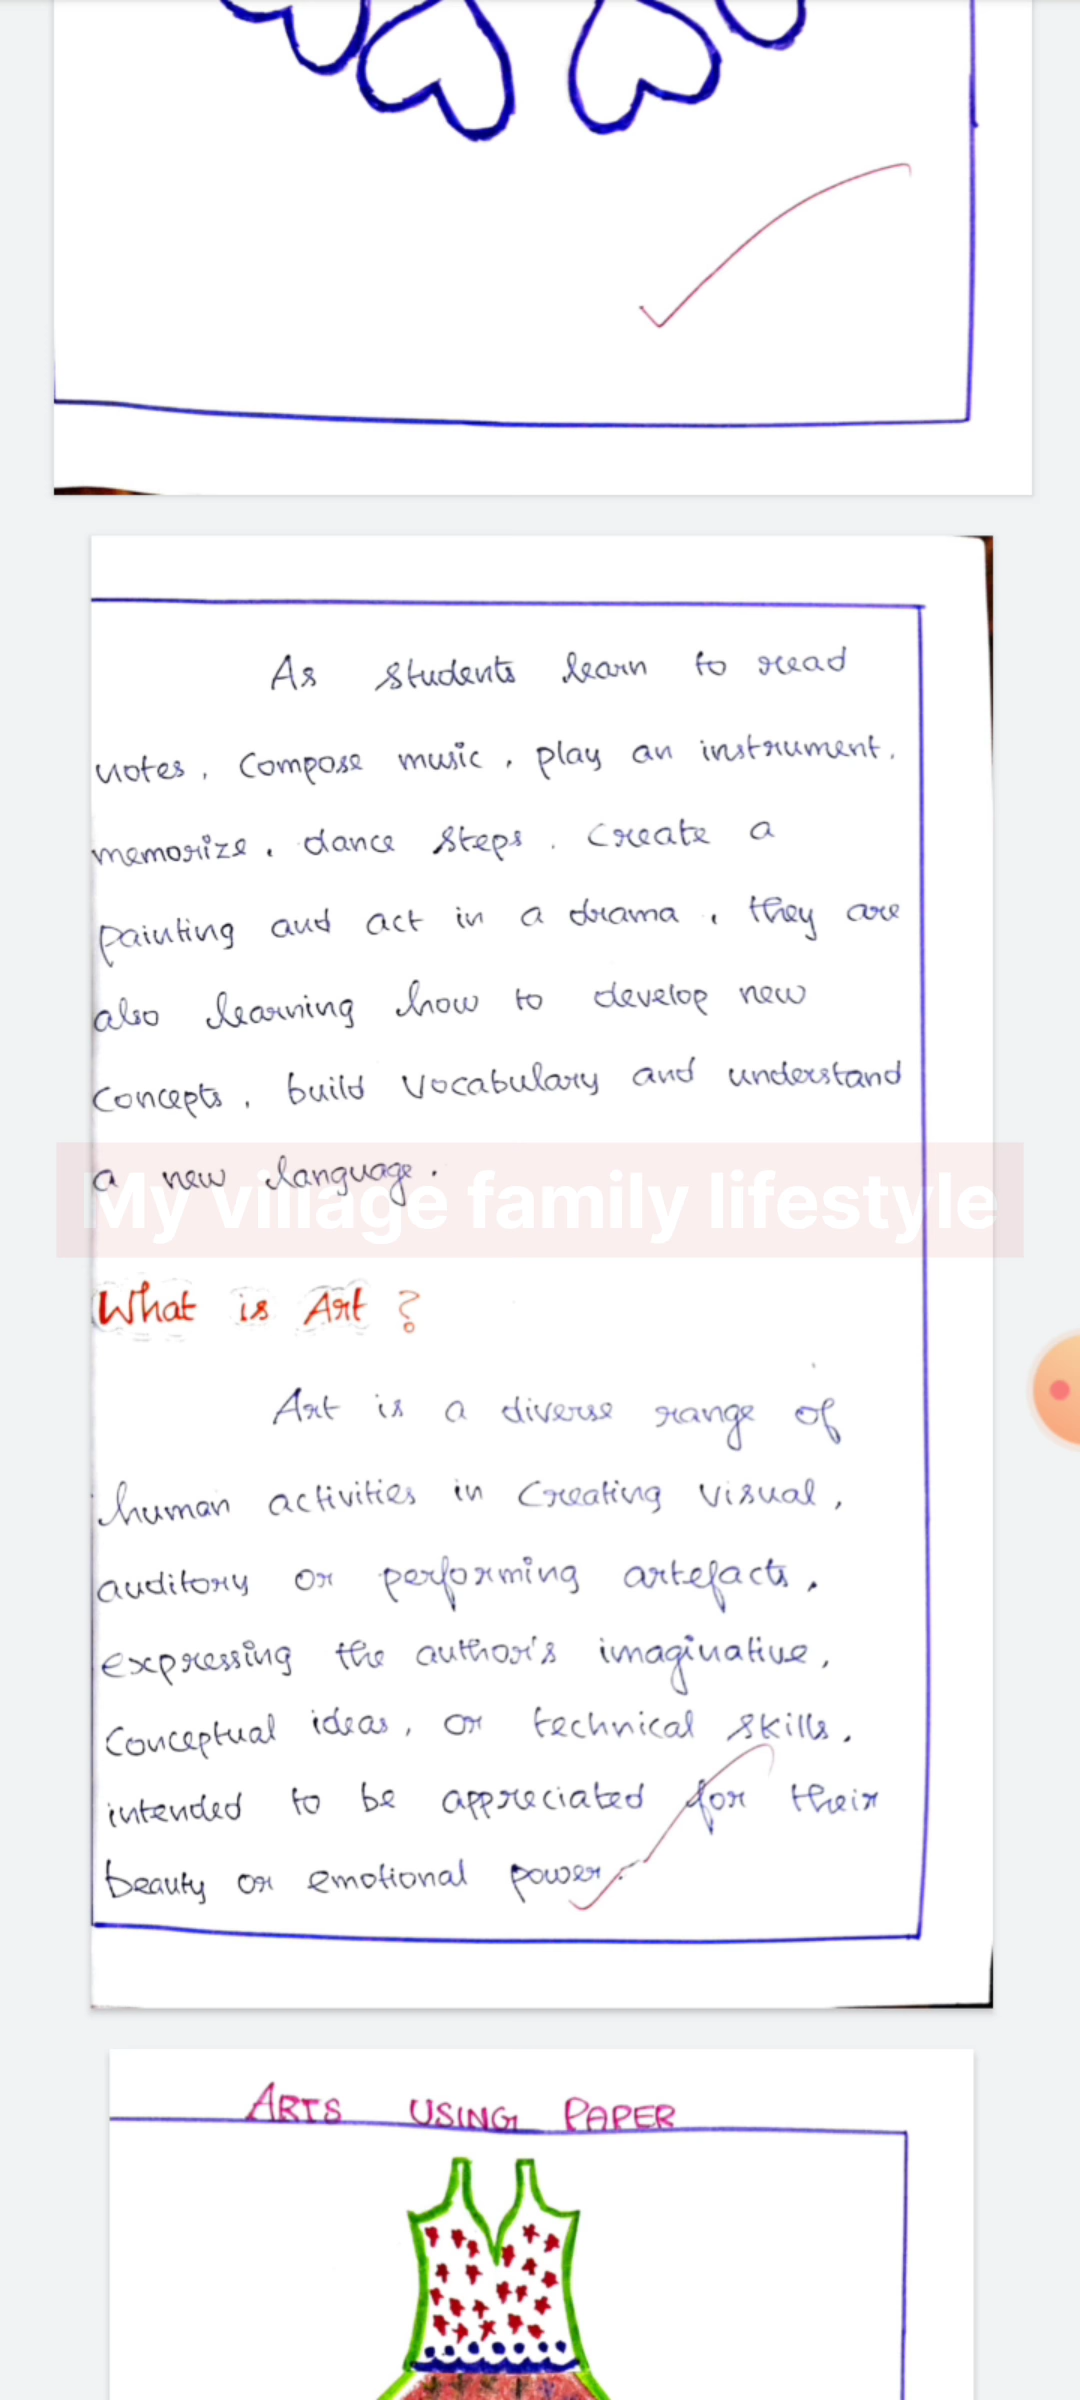 As students learn to read
notes, compose music, play an instrument,
memorize, dance steps, create a
painting and act in a drama, they are
also learning how to develop new
concepts, build vocabulary and understand
a new language.
My village family lifestyle
What is Art ?
Art is a diverse range of
human activities in creating visual,
auditory or performing artefacts,
expressing the author's imaginative,
conceptual ideas, or technical skills,
intended to be appreciated for their
beauty or emotional power.
ARTS USING PAPER